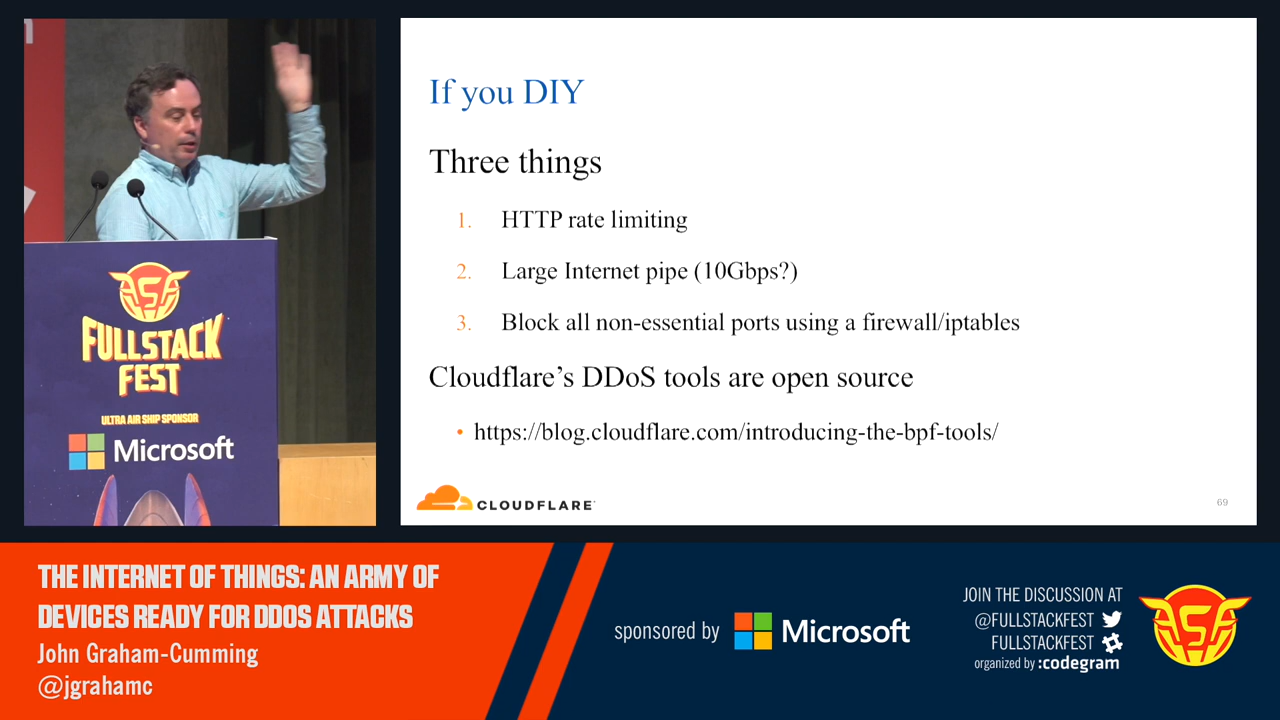 If you DIY
Three things
1. HTTP rate limiting
2. Large Internet pipe (10Gbps?)
3. Block all non-essential ports using a firewall/iptables
Cloudflare’s DDoS tools are open source
• https://blog.cloudflare.com/introducing-the-bpf-tools/
CLOUDFLARE
69
FULLSTACK
FEST
ULTRA AIR SHIP SPONSOR
Microsoft
THE INTERNET OF THINGS: AN ARMY OF
DEVICES READY FOR DDOS ATTACKS
John Graham-Cumming
@jgrahamc
sponsored by Microsoft
JOIN THE DISCUSSION AT
@FULLSTACKFEST
FULLSTACKFEST
organized by :codegram